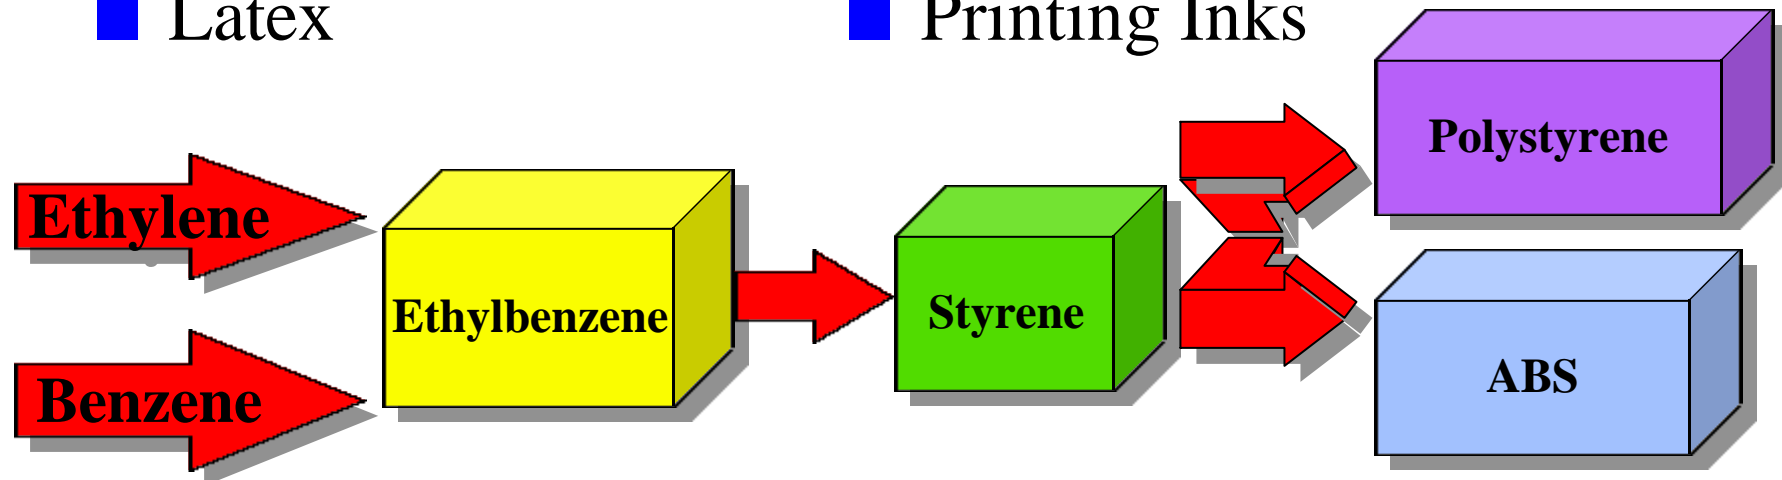 Latex
Printing Inks
Polystyrene
Ethylene
Ethylbenzene
Styrene
Benzene
ABS